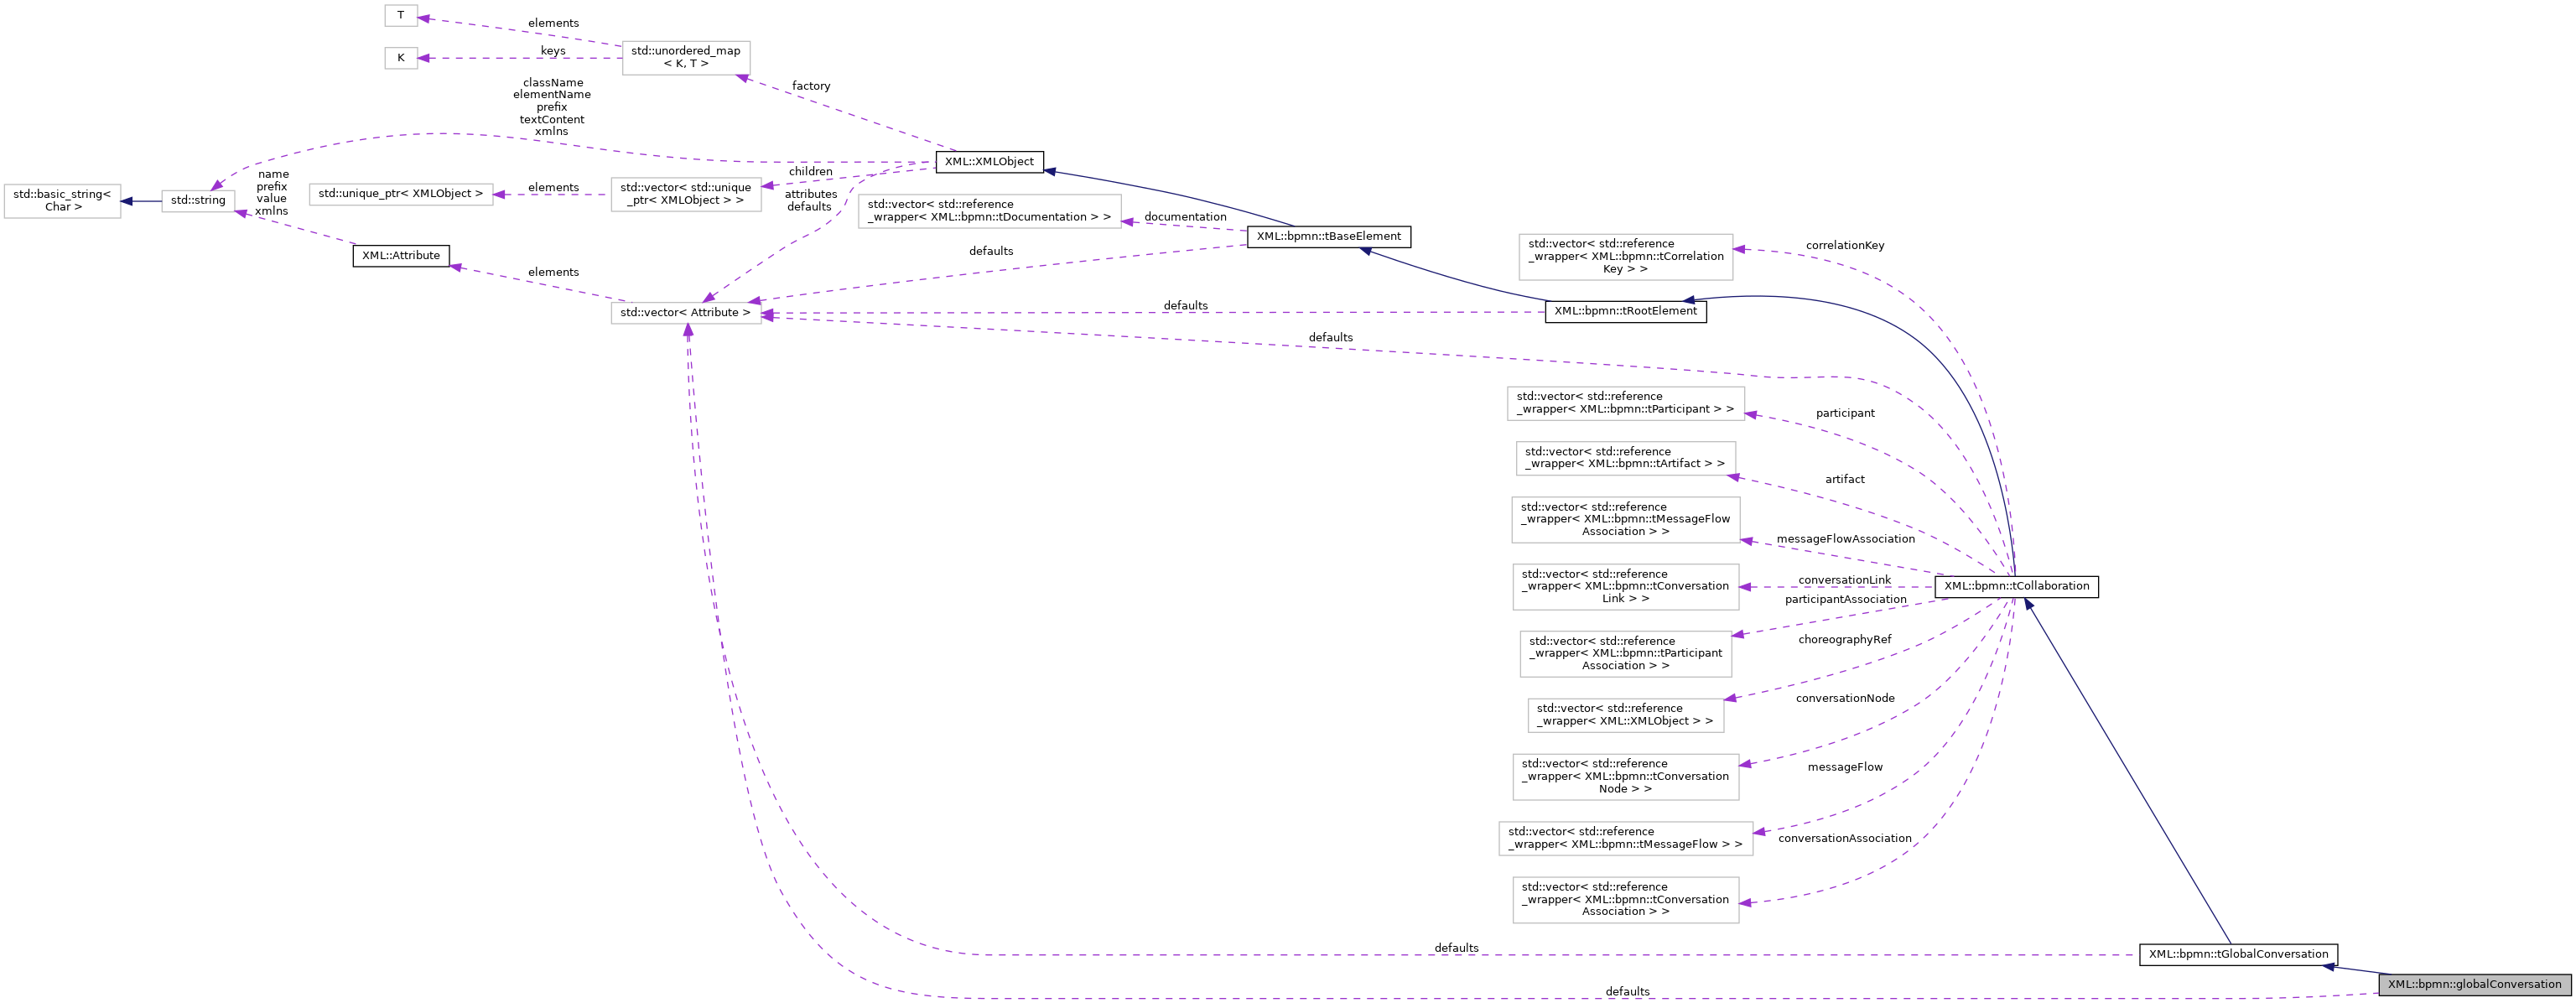 T
elements
std::unordered_map
< K, T >
keys
K
factory
className
elementName
prefix
textContent
xmlns
XML::XMLObject
children
std::vector< std::unique
_ptr< XMLObject > >
elements
std::unique_ptr< XMLObject >
std::basic_string<
Char >
std::string
name
prefix
value
xmlns
attributes
defaults
std::vector< std::reference
_wrapper< XML::bpmn::tDocumentation > >
documentation
XML::bpmn::tBaseElement
XML::Attribute
defaults
elements
std::vector< Attribute >
std::vector< std::reference
_wrapper< XML::bpmn::tCorrelation
Key > >
correlationKey
defaults
XML::bpmn::tRootElement
defaults
std::vector< std::reference
_wrapper< XML::bpmn::tParticipant > >
participant
std::vector< std::reference
_wrapper< XML::bpmn::tArtifact > >
artifact
std::vector< std::reference
_wrapper< XML::bpmn::tMessageFlow
Association > >
messageFlowAssociation
std::vector< std::reference
_wrapper< XML::bpmn::tConversation
Link > >
conversationLink
XML::bpmn::tCollaboration
participantAssociation
std::vector< std::reference
_wrapper< XML::bpmn::tParticipant
Association > >
choreographyRef
std::vector< std::reference
_wrapper< XML::XMLObject > >
conversationNode
std::vector< std::reference
_wrapper< XML::bpmn::tConversation
Node > >
messageFlow
std::vector< std::reference
_wrapper< XML::bpmn::tMessageFlow > >
conversationAssociation
std::vector< std::reference
_wrapper< XML::bpmn::tConversation
Association > >
defaults
XML::bpmn::tGlobalConversation
defaults
XML::bpmn::globalConversation